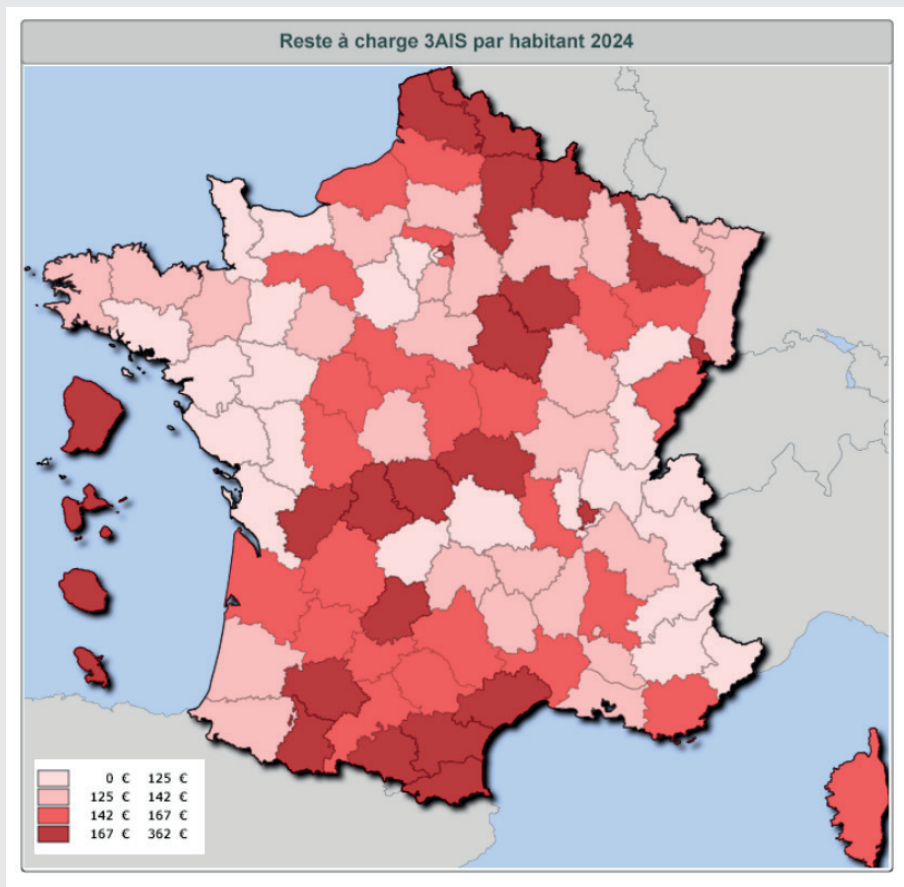 Reste à charge 3AIS par habitant 2024
0 € 125 €
125 € 142 €
142 € 167 €
167 € 362 €